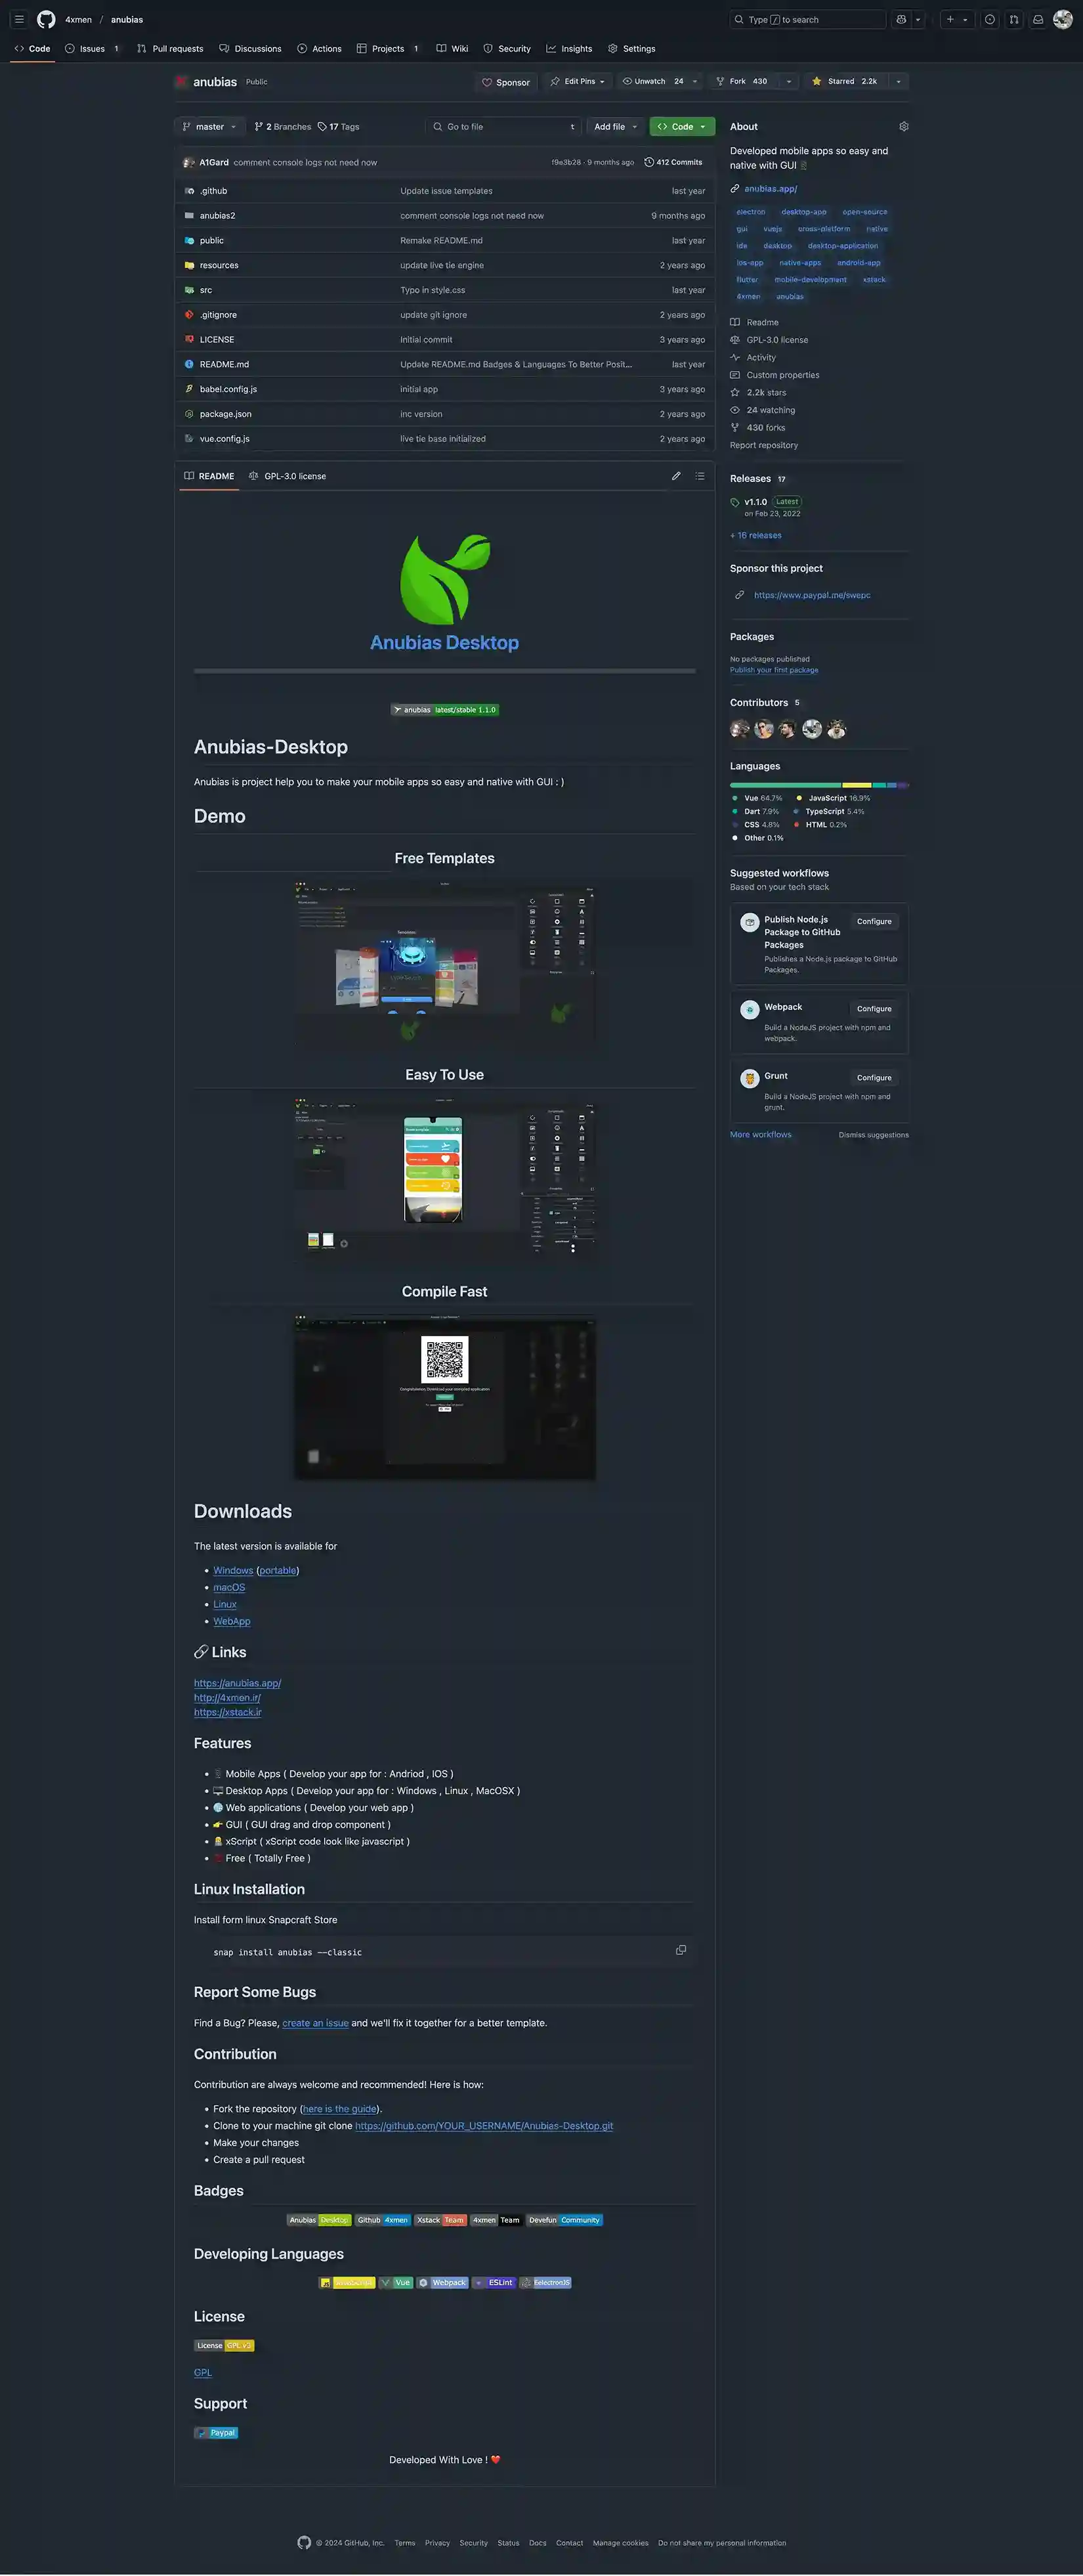 4xmen / anubias
Type / to search
Code
Issues 1
Pull requests
Discussions
Actions
Projects 1
Wiki
Security
Insights
Settings
anubias Public
Sponsor
Edit Pins
Unwatch 24
Fork 430
Starred 2.2k
master
2 Branches
17 Tags
Go to file t
Add file
Code
A1Gard comment console logs not need now f9e3b28 · 9 months ago 412 Commits
.github Update issue templates last year
anubias2 comment console logs not need now 9 months ago
public Remake README.md last year
resources update live tie engine 2 years ago
src Typo in style.css last year
.gitignore update git ignore 2 years ago
LICENSE Initial commit 3 years ago
README.md Update README.md Badges & Languages To Better Posit... last year
babel.config.js initial app 3 years ago
package.json inc version 2 years ago
vue.config.js live tie base initialized 2 years ago
README
GPL-3.0 license
Anubias Desktop
anubias latest/stable 1.1.0
Anubias-Desktop
Anubias is project help you to make your mobile apps so easy and native with GUI : )
Demo
Free Templates
Templates
Easy To Use
Compile Fast
Congratulation, Download your compiled application
Downloads
The latest version is available for
• Windows (portable)
• macOS
• Linux
• WebApp
Links
https://anubias.app/
http://4xmen.ir/
https://xstack.ir
Features
• Mobile Apps ( Develop your app for : Andriod , IOS )
• Desktop Apps ( Develop your app for : Windows , Linux , MacOSX )
• Web applications ( Develop your web app )
• GUI ( GUI drag and drop component )
• xScript ( xScript code look like javascript )
• Free ( Totally Free )
Linux Installation
Install form linux Snapcraft Store
snap install anubias --classic
Report Some Bugs
Find a Bug? Please, create an issue and we'll fix it together for a better template.
Contribution
Contribution are always welcome and recommended! Here is how:
• Fork the repository (here is the guide).
• Clone to your machine git clone https://github.com/YOUR_USERNAME/Anubias-Desktop.git
• Make your changes
• Create a pull request
Badges
Anubias Desktop Github 4xmen Xstack Team 4xmen Team Devefun Community
Developing Languages
JavaScript Vue Webpack ESLint EelectronJS
License
License GPL v3
GPL
Support
Paypal
Developed With Love ! ❤️
About
Developed mobile apps so easy and
native with GUI
anubias.app/
electron desktop-app open-source
gui vuejs cross-platform native
ide desktop desktop-application
ios-app native-apps android-app
flutter mobile-development xstack
4xmen anubias
Readme
GPL-3.0 license
Activity
Custom properties
2.2k stars
24 watching
430 forks
Report repository
Releases 17
v1.1.0 Latest
on Feb 23, 2022
+ 16 releases
Sponsor this project
https://www.paypal.me/swepc
Packages
No packages published
Publish your first package
Contributors 5
Languages
Vue 64.7% JavaScript 16.9%
Dart 7.9% TypeScript 5.4%
CSS 4.8% HTML 0.2%
Other 0.1%
Suggested workflows
Based on your tech stack
Publish Node.js
Package to GitHub
Packages
Configure
Publishes a Node.js package to GitHub
Packages.
Webpack Configure
Build a NodeJS project with npm and
webpack.
Grunt Configure
Build a NodeJS project with npm and
grunt.
More workflows Dismiss suggestions
© 2024 GitHub, Inc. Terms Privacy Security Status Docs Contact Manage cookies Do not share my personal information